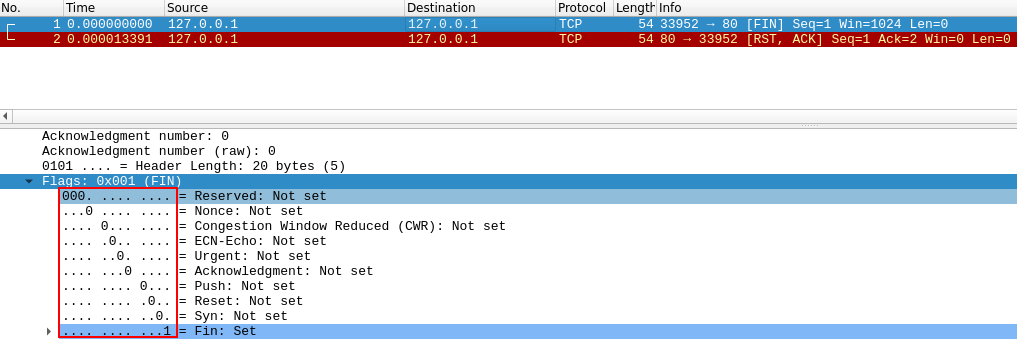 No. Time Source Destination Protocol Length Info
1 0.000000000 127.0.0.1 127.0.0.1 TCP 54 33952 → 80 [FIN] Seq=1 Win=1024 Len=0
2 0.000013391 127.0.0.1 127.0.0.1 TCP 54 80 → 33952 [RST, ACK] Seq=1 Ack=2 Win=0 Len=0
Acknowledgment number: 0
Acknowledgment number (raw): 0
0101 .... = Header Length: 20 bytes (5)
Flags: 0x001 (FIN)
000. .... .... = Reserved: Not set
...0 .... .... = Nonce: Not set
.... 0... .... = Congestion Window Reduced (CWR): Not set
.... .0.. .... = ECN-Echo: Not set
.... ..0. .... = Urgent: Not set
.... ...0 .... = Acknowledgment: Not set
.... .... 0... = Push: Not set
.... .... .0.. = Reset: Not set
.... .... ..0. = Syn: Not set
.... .... ...1 = Fin: Set